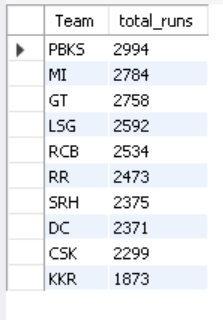 Team total_runs
PBKS 2994
MI 2784
GT 2758
LSG 2592
RCB 2534
RR 2473
SRH 2375
DC 2371
CSK 2299
KKR 1873